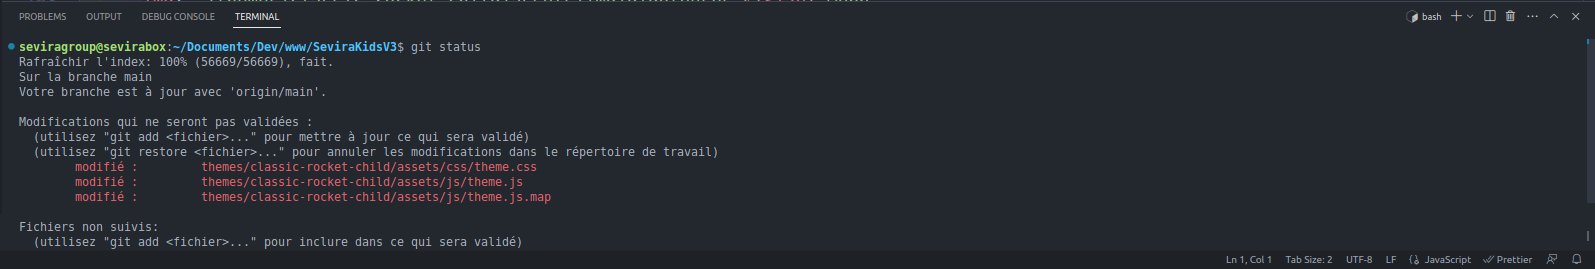 PROBLEMS OUTPUT DEBUG CONSOLE TERMINAL bash
seviragroup@sevirabox:~/Documents/Dev/www/SeviraKidsV3$ git status
Rafraîchir l'index: 100% (56669/56669), fait.
Sur la branche main
Votre branche est à jour avec 'origin/main'.
Modifications qui ne seront pas validées :
(utilisez "git add <fichier>..." pour mettre à jour ce qui sera validé)
(utilisez "git restore <fichier>..." pour annuler les modifications dans le répertoire de travail)
modifié : themes/classic-rocket-child/assets/css/theme.css
modifié : themes/classic-rocket-child/assets/js/theme.js
modifié : themes/classic-rocket-child/assets/js/theme.js.map
Fichiers non suivis:
(utilisez "git add <fichier>..." pour inclure dans ce qui sera validé)
Ln 1, Col 1 Tab Size: 2 UTF-8 LF JavaScript Prettier